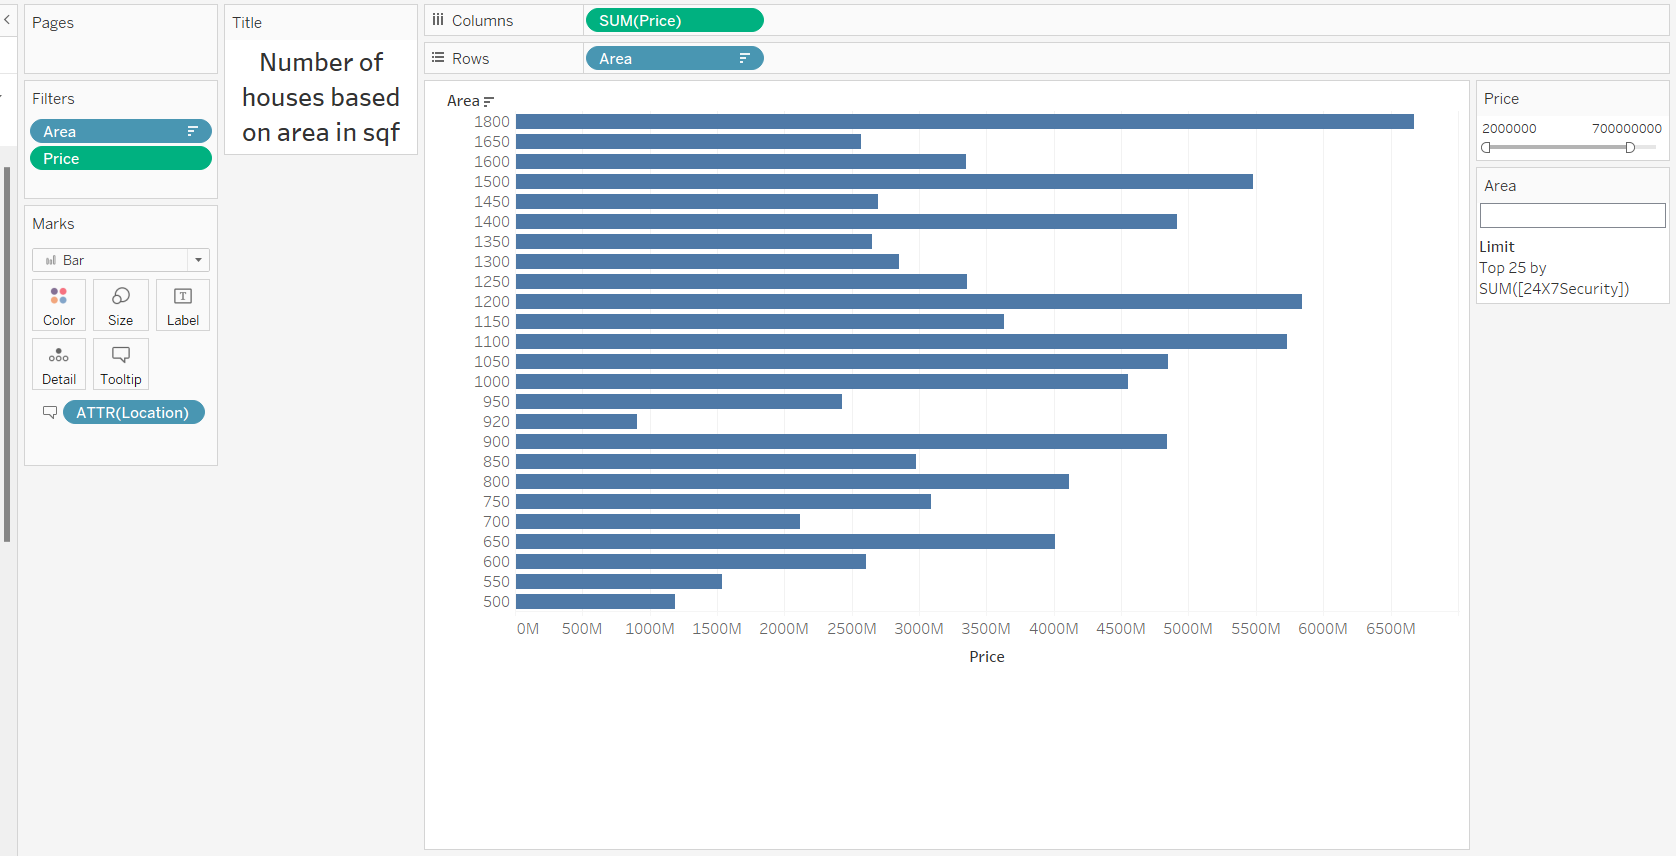 Pages
Filters
Area
Price
Marks
Bar
Color
Size
Label
Detail
Tooltip
ATTR(Location)
Title
Number of
houses based
on area in sqf
Columns
SUM(Price)
Rows
Area
Area
1800
1650
1600
1500
1450
1400
1350
1300
1250
1200
1150
1100
1050
1000
950
920
900
850
800
750
700
650
600
550
500
0M 500M 1000M 1500M 2000M 2500M 3000M 3500M 4000M 4500M 5000M 5500M 6000M 6500M
Price
Price
2000000 700000000
Area
Limit
Top 25 by
SUM([24X7Security])